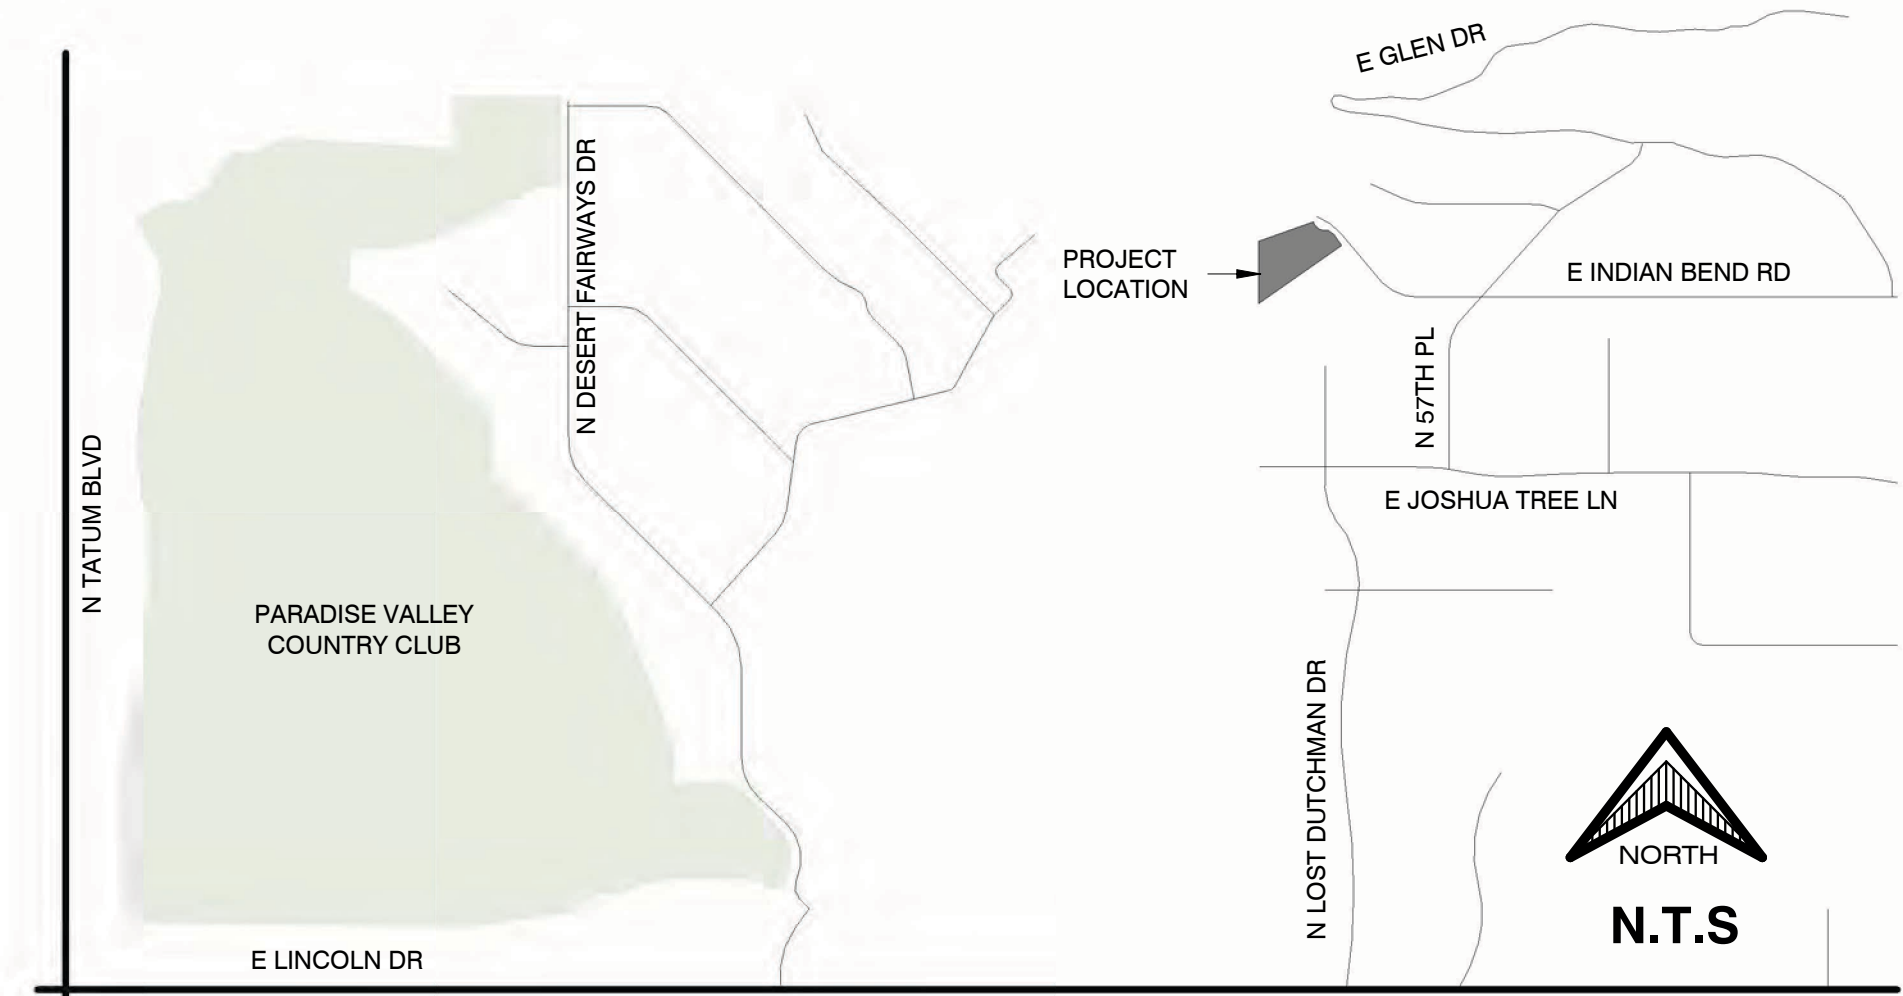 E GLEN DR
N DESERT FAIRWAYS DR
PROJECT
LOCATION
E INDIAN BEND RD
N 57TH PL
N TATUM BLVD
E JOSHUA TREE LN
PARADISE VALLEY
COUNTRY CLUB
N LOST DUTCHMAN DR
NORTH
N.T.S
E LINCOLN DR